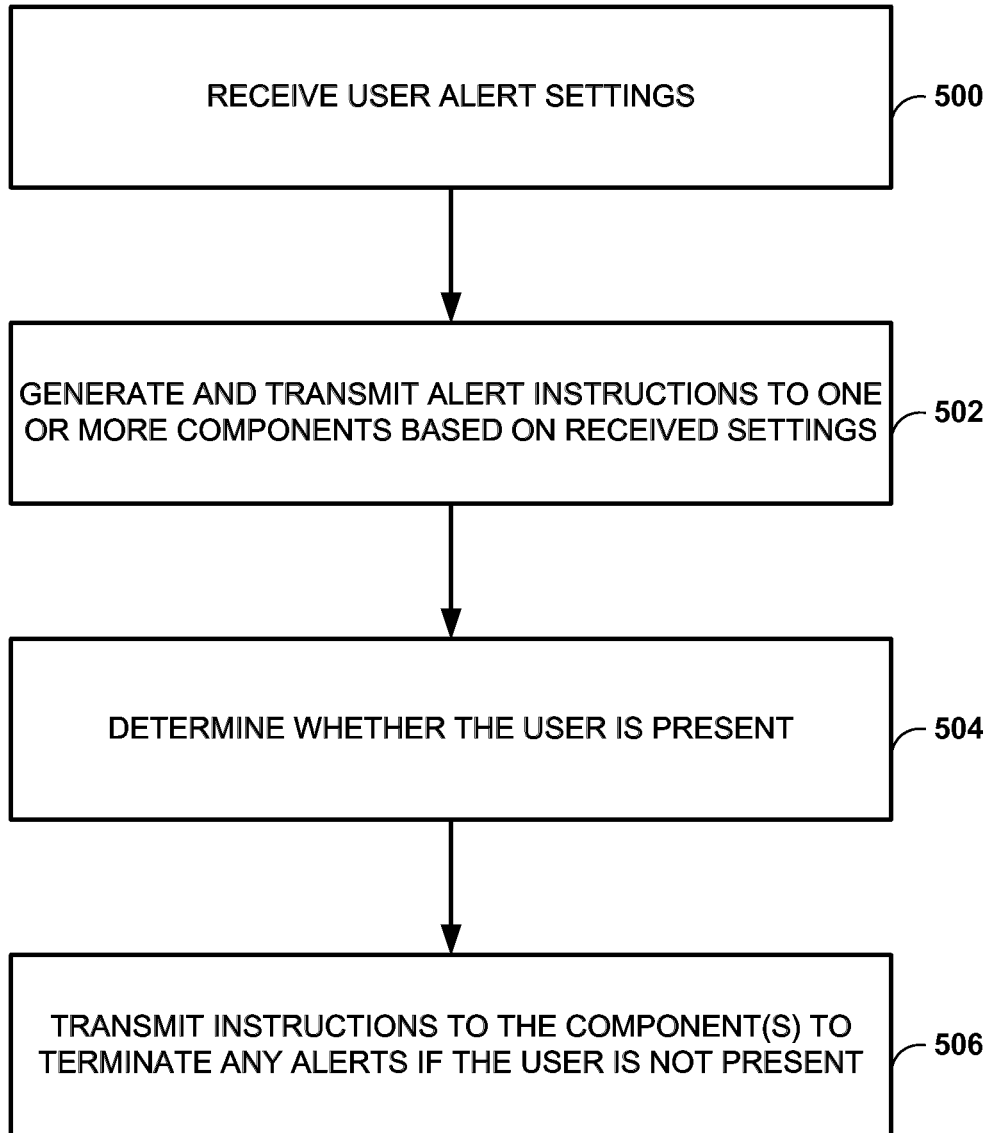 RECEIVE USER ALERT SETTINGS
500
GENERATE AND TRANSMIT ALERT INSTRUCTIONS TO ONE
OR MORE COMPONENTS BASED ON RECEIVED SETTINGS
502
DETERMINE WHETHER THE USER IS PRESENT
504
TRANSMIT INSTRUCTIONS TO THE COMPONENT(S) TO
TERMINATE ANY ALERTS IF THE USER IS NOT PRESENT
506